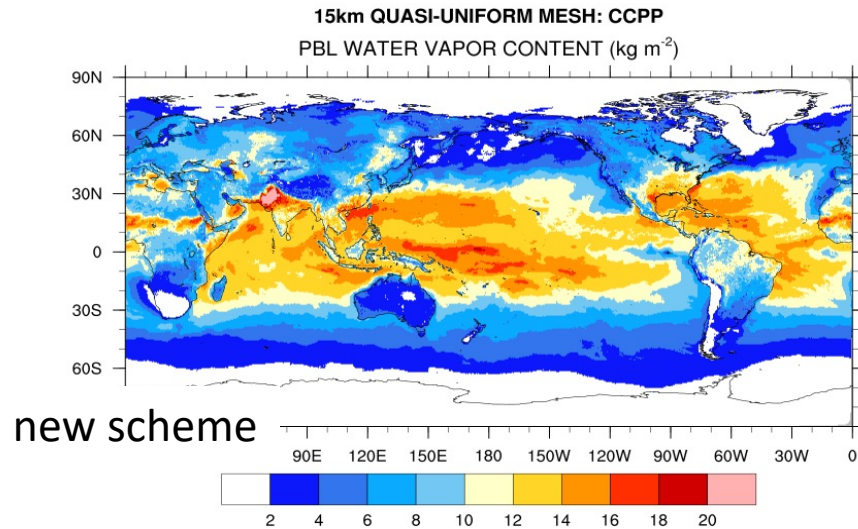 15km QUASI-UNIFORM MESH: CCPP
PBL WATER VAPOR CONTENT (kg m-2)
90N
60N
30N
0
30S
60S
new scheme
90E 120E 150E 180 150W 120W 90W 60W 30W 0
2 4 6 8 10 12 14 16 18 20